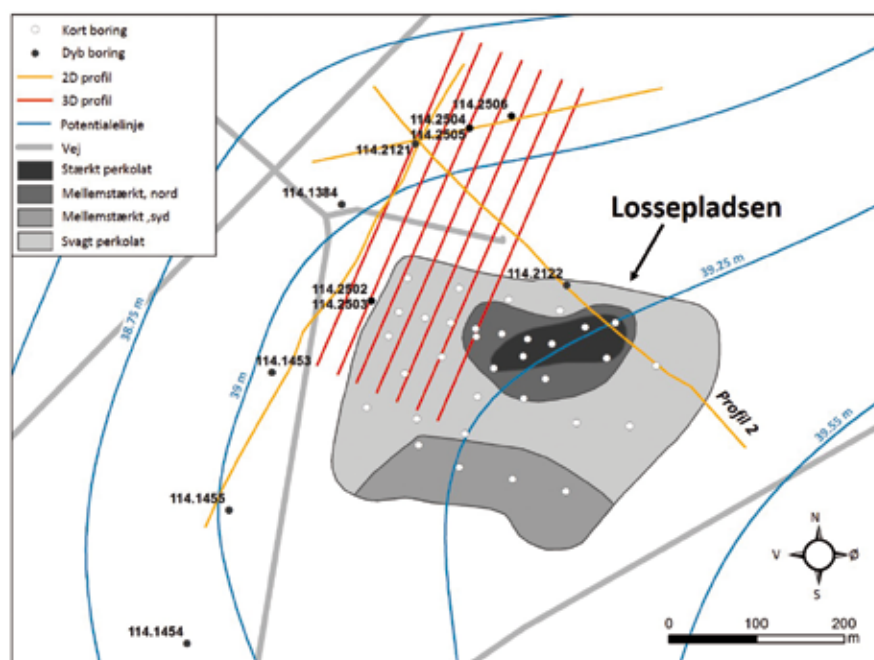 Kort boring
Dyb boring
2D profil
3D profil
Potentialelinje
Vej
Stærkt perkolat
Mellemstærkt, nord
Mellemstærkt ,syd
Svagt perkolat
114.2506
114.2504
114.2505
114.2121
114.1384
Lossepladsen
114.2122
39.25 m
114.2502
114.2503
38.75 m
114.1453
39 m
Profil 2
39.55 m
114.1455
N
V Ø
S
114.1454
0 100 200
m